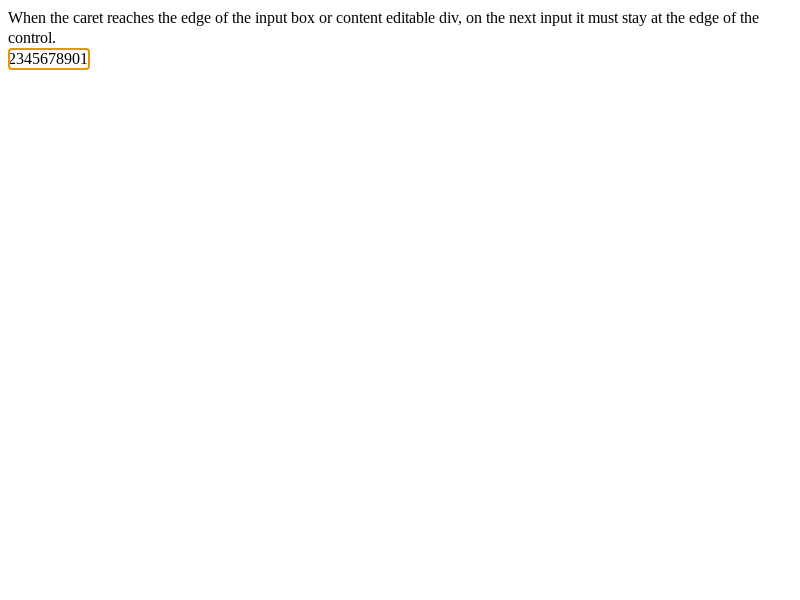 When the caret reaches the edge of the input box or content editable div, on the next input it must stay at the edge of the
control.
2345678901